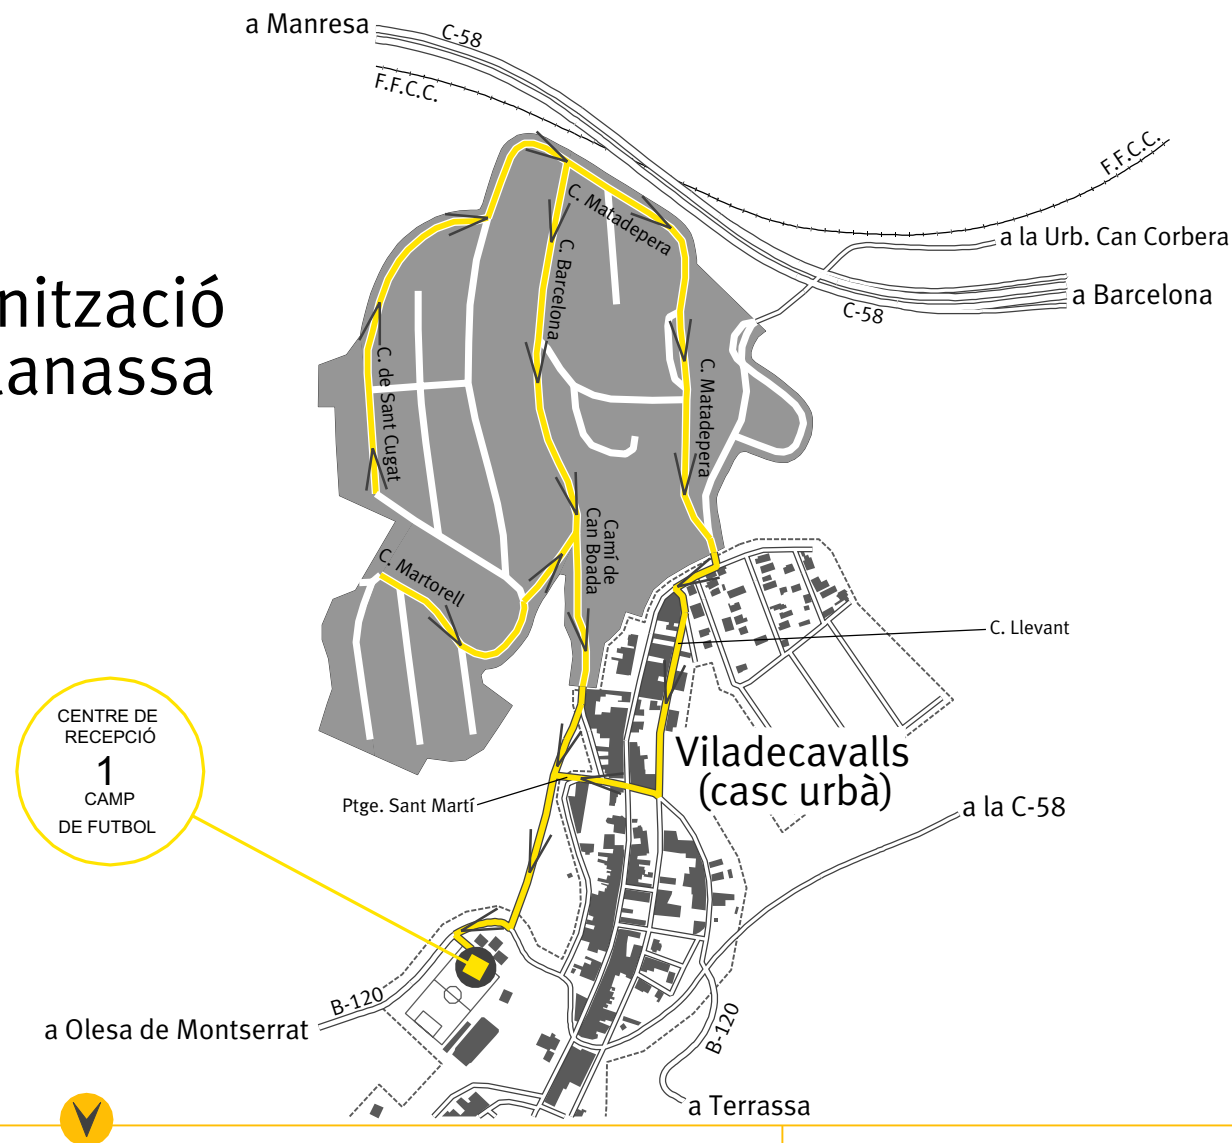 a Manresa
C-58
F.F.C.C.
F.F.C.C.
C. Matadepera
a la Urb. Can Corbera
C. Barcelona
a Barcelona
C-58
nització
anassa
C. de Sant Cugat
C. Matadepera
Camí de
Can Boada
C. Martorell
C. Llevant
CENTRE DE
RECEPCIÓ
1
CAMP
DE FUTBOL
Viladecavalls
(casc urbà)
Ptge. Sant Martí
a la C-58
B-120
a Olesa de Montserrat
B-120
a Terrassa